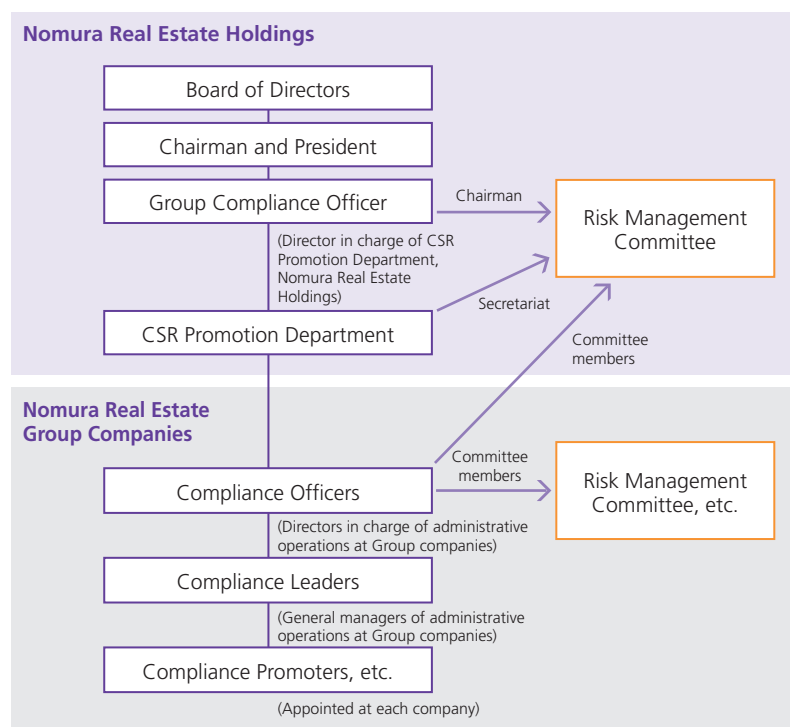 Nomura Real Estate Holdings
Board of Directors
Chairman and President
Group Compliance Officer
Chairman
Risk Management
Committee
(Director in charge of CSR
Promotion Department,
Nomura Real Estate
Holdings)
Secretariat
CSR Promotion Department
Committee
members
Nomura Real Estate
Group Companies
Committee
members
Compliance Officers
Risk Management
Committee, etc.
(Directors in charge of administrative
operations at Group companies)
Compliance Leaders
(General managers of administrative
operations at Group companies)
Compliance Promoters, etc.
(Appointed at each company)